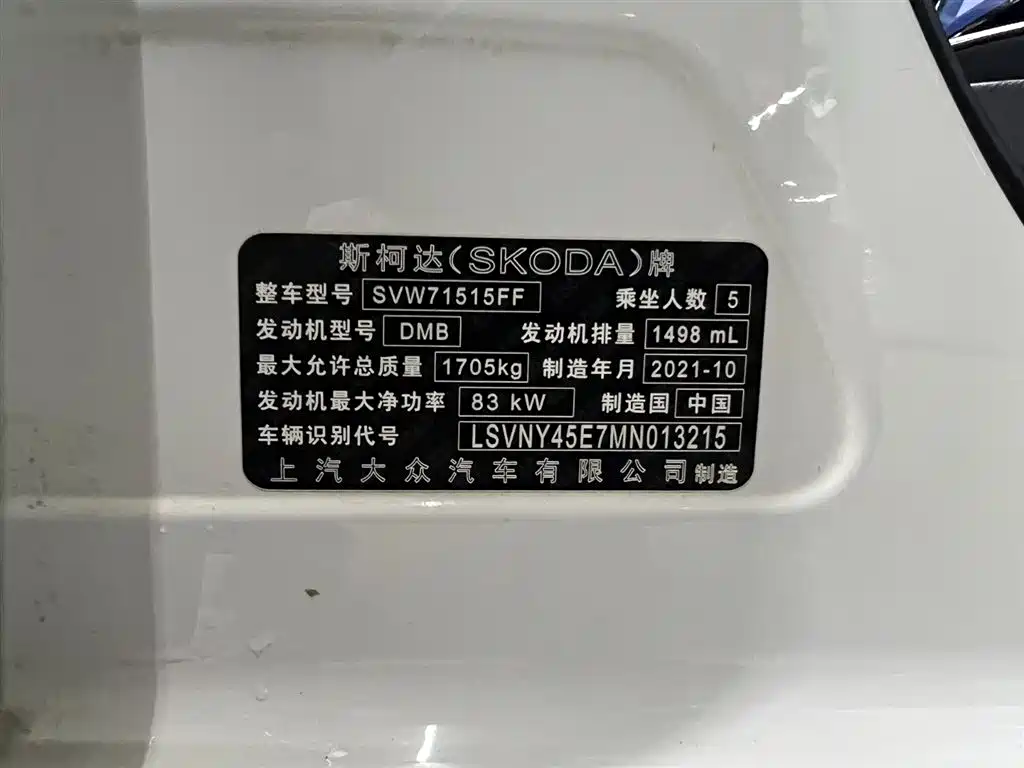 斯柯达(SKODA)牌
整车型号 SVW71515FF 乘坐人数 5
发动机型号 DMB 发动机排量 1498 mL
最大允许总质量 1705kg 制造年月 2021-10
发动机最大净功率 83 kW 制造国 中国
车辆识别代号 LSVNY45E7MN013215
上汽大众汽车有限公司制造